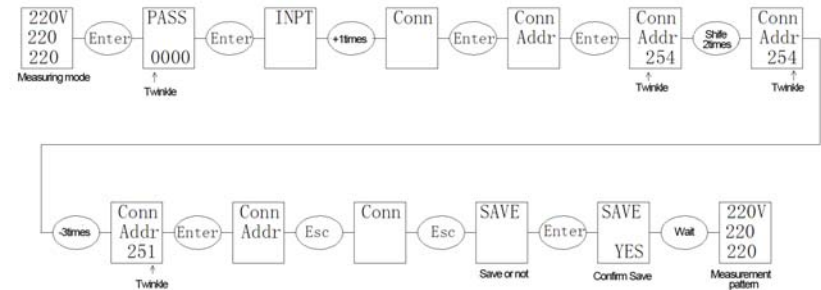 220V
220
220
Measuring mode
Enter
PASS
0000
Twinkle
Enter
INPT
+1times
Conn
Enter
Conn
Addr
Enter
Conn
Addr
254
Twinkle
Shife
2times
Conn
Addr
254
Twinkle
-3times
Conn
Addr
251
Twinkle
Enter
Conn
Addr
Esc
Conn
Esc
SAVE
Save or not
Enter
SAVE
YES
Confirm Save
Wait
220V
220
220
Measurement
pattern